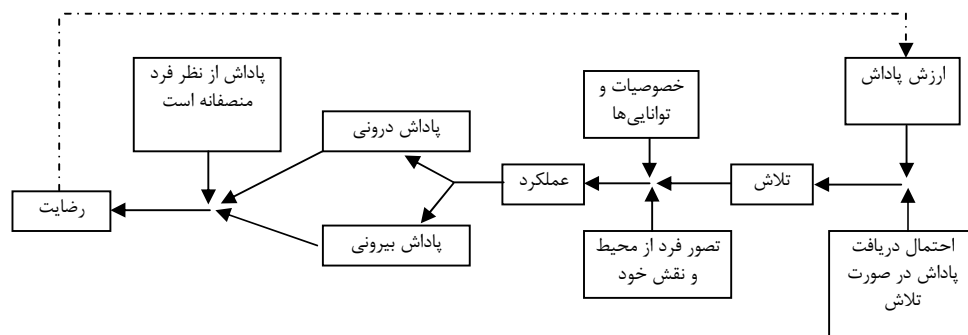 ارزش پاداش
احتمال دریافت
پاداش در صورت
تلاش
تلاش
خصوصیات و
توانایی‌ها
تصور فرد از محیط
و نقش خود
عملکرد
پاداش درونی
پاداش بیرونی
پاداش از نظر فرد
منصفانه است
رضایت